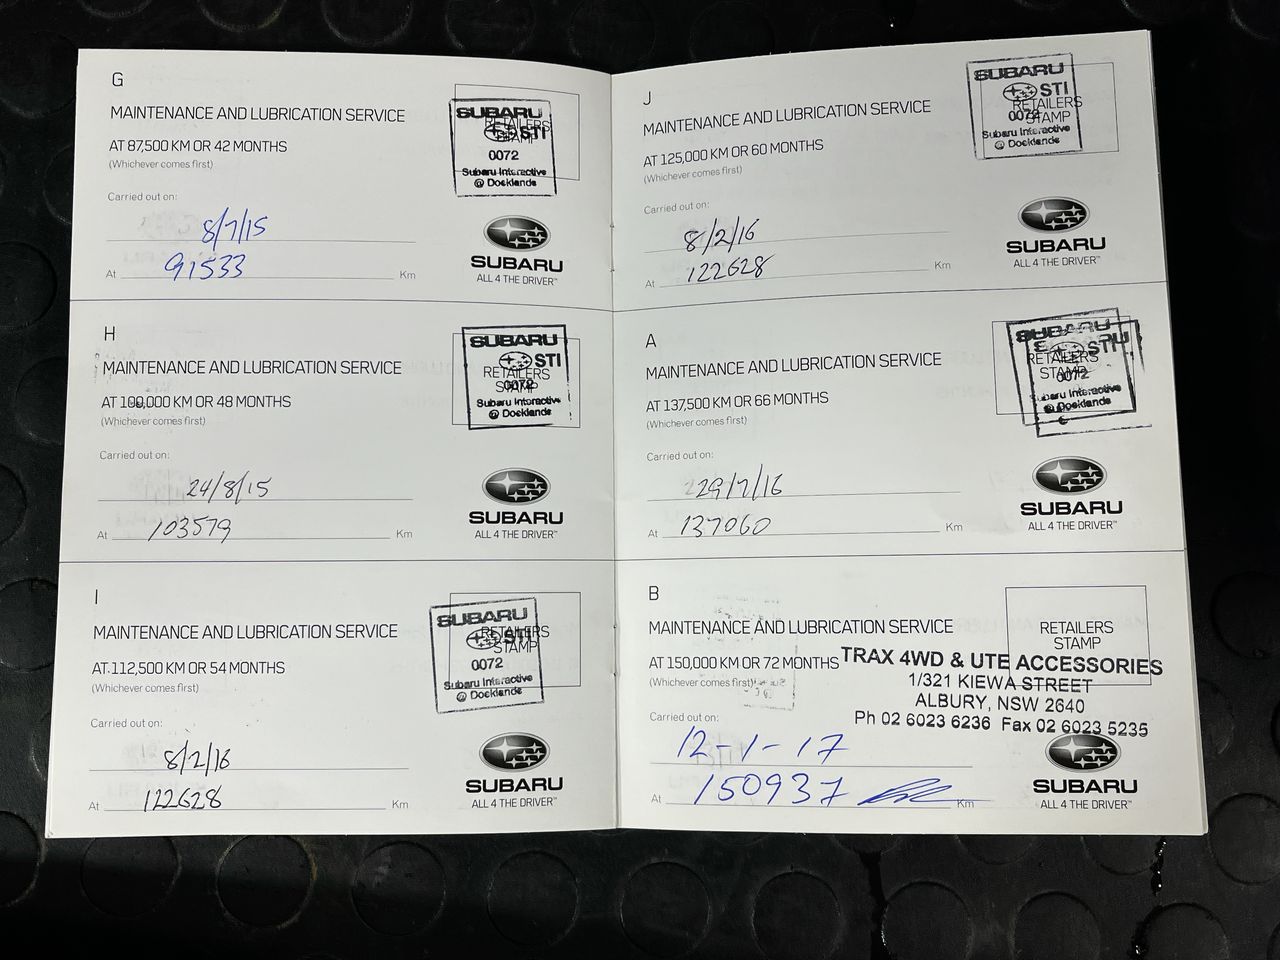 G
MAINTENANCE AND LUBRICATION SERVICE
AT 87,500 KM OR 42 MONTHS
(Whichever comes first)
Carried out on:
8/7/15
At 91533 Km
RETAILERS
STAMP
SUBARU
STI
0072
Subaru Interactive
@ Docklands
SUBARU
ALL 4 THE DRIVER™
H
MAINTENANCE AND LUBRICATION SERVICE
AT 100,000 KM OR 48 MONTHS
(Whichever comes first)
Carried out on:
24/8/15
At 103579 Km
RETAILERS
STAMP
SUBARU
STI
0072
Subaru Interactive
@ Docklands
SUBARU
ALL 4 THE DRIVER™
I
MAINTENANCE AND LUBRICATION SERVICE
AT 112,500 KM OR 54 MONTHS
(Whichever comes first)
Carried out on:
8/2/16
At 122628 Km
RETAILERS
STAMP
SUBARU
STI
0072
Subaru Interactive
@ Docklands
SUBARU
ALL 4 THE DRIVER™
J
MAINTENANCE AND LUBRICATION SERVICE
AT 125,000 KM OR 60 MONTHS
(Whichever comes first)
Carried out on:
8/2/16
At 122628 Km
RETAILERS
STAMP
SUBARU
STI
0072
Subaru Interactive
@ Docklands
SUBARU
ALL 4 THE DRIVER™
A
MAINTENANCE AND LUBRICATION SERVICE
AT 137,500 KM OR 66 MONTHS
(Whichever comes first)
Carried out on:
29/7/16
At 137060 Km
RETAILERS
STAMP
SUBARU
STI
0072
Subaru Interactive
@ Docklands
SUBARU
ALL 4 THE DRIVER™
B
MAINTENANCE AND LUBRICATION SERVICE
AT 150,000 KM OR 72 MONTHS
(Whichever comes first)
Carried out on:
12-1-17
At 150937 Km
RETAILERS
STAMP
TRAX 4WD & UTE ACCESSORIES
1/321 KIEWA STREET
ALBURY, NSW 2640
Ph 02 6023 6236 Fax 02 6023 5235
SUBARU
ALL 4 THE DRIVER™